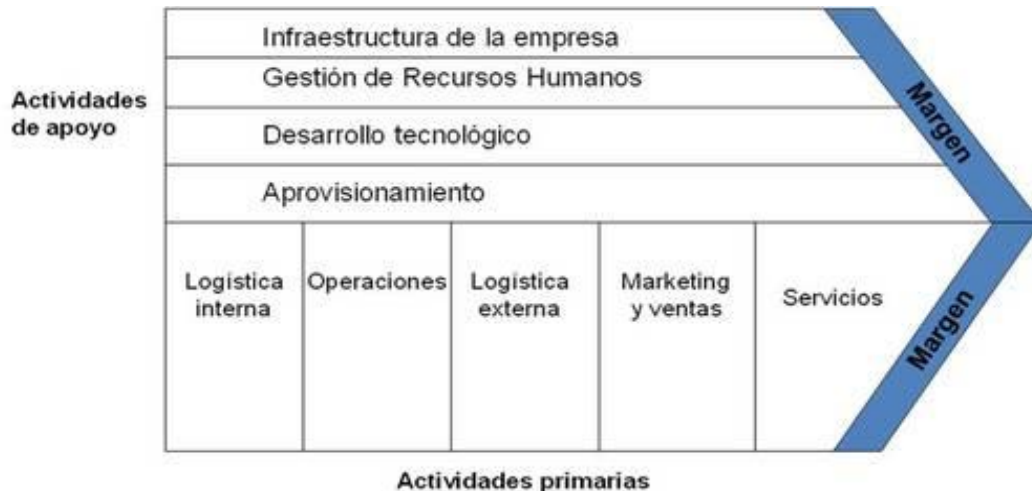 Infraestructura de la empresa
Gestión de Recursos Humanos
Actividades
de apoyo
Desarrollo tecnológico
Aprovisionamiento
Margen
Logística
interna
Operaciones
Logística
externa
Marketing
y ventas
Servicios
Margen
Actividades primarias